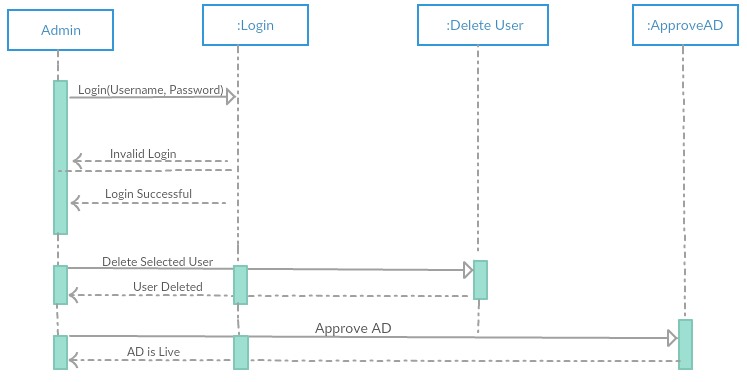 Admin
:Login
:Delete User
:ApproveAD
Login(Username, Password)
Invalid Login
Login Successful
Delete Selected User
User Deleted
Approve AD
AD is Live